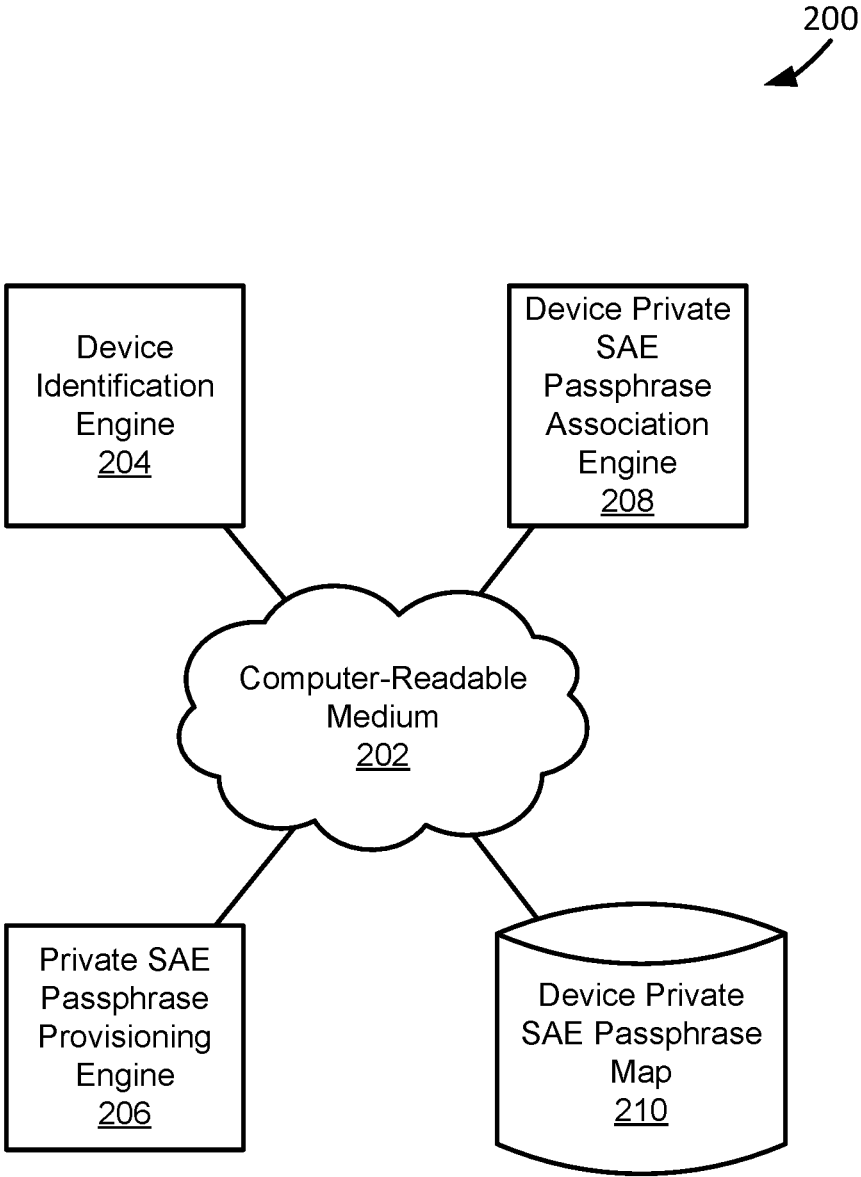 200
Device
Identification
Engine
204
Device Private
SAE
Passphrase
Association
Engine
208
Computer-Readable
Medium
202
Private SAE
Passphrase
Provisioning
Engine
206
Device Private
SAE Passphrase
Map
210